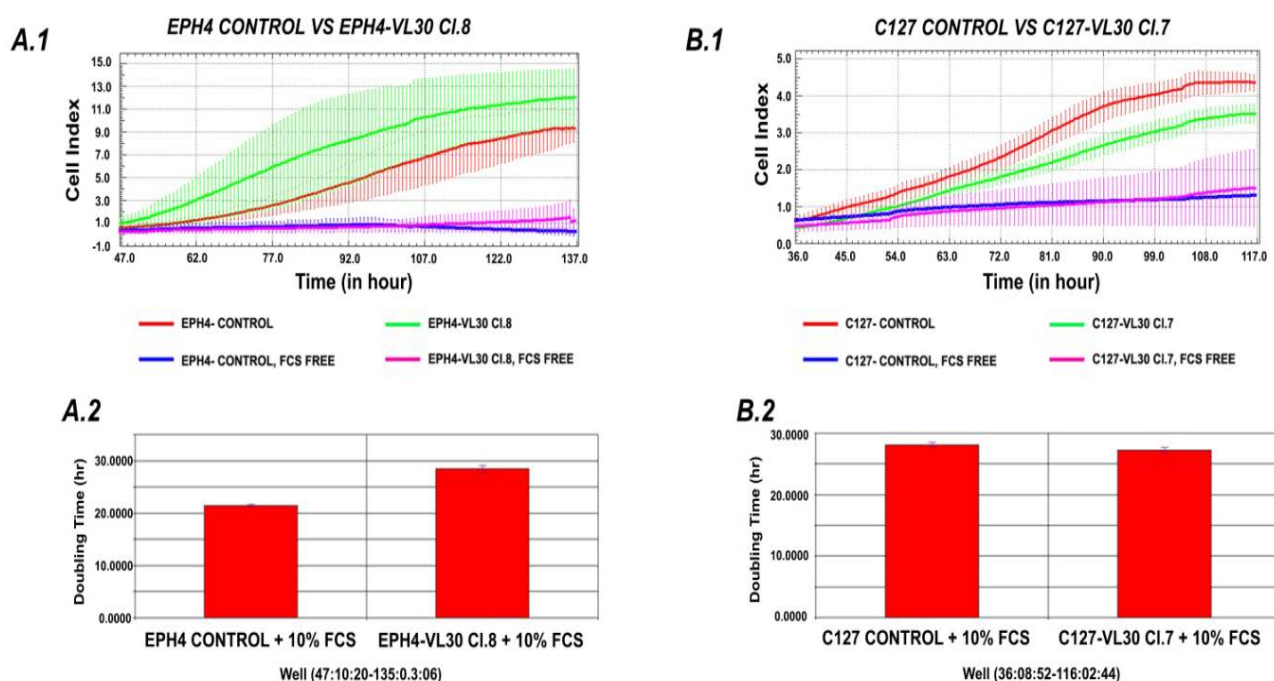 A.1
EPH4 CONTROL VS EPH4-VL30 Cl.8
15.0
13.0
11.0
9.0
7.0
5.0
3.0
1.0
-1.0
Cell Index
47.0 62.0 77.0 92.0 107.0 122.0 137.0
Time (in hour)
EPH4- CONTROL
EPH4-VL30 Cl.8
EPH4- CONTROL, FCS FREE
EPH4-VL30 Cl.8, FCS FREE
B.1
C127 CONTROL VS C127-VL30 Cl.7
5.0
4.0
3.0
2.0
1.0
0.0
Cell Index
36.0 45.0 54.0 63.0 72.0 81.0 90.0 99.0 108.0 117.0
Time (in hour)
C127- CONTROL
C127-VL30 Cl.7
C127- CONTROL, FCS FREE
C127-VL30 Cl.7, FCS FREE
A.2
30.0000
20.0000
10.0000
0.0000
Doubling Time (hr)
EPH4 CONTROL + 10% FCS
EPH4-VL30 Cl.8 + 10% FCS
Well (47:10:20-135:0.3:06)
B.2
30.0000
20.0000
10.0000
0.0000
Doubling Time (hr)
C127 CONTROL + 10% FCS
C127-VL30 Cl.7 + 10% FCS
Well (36:08:52-116:02:44)